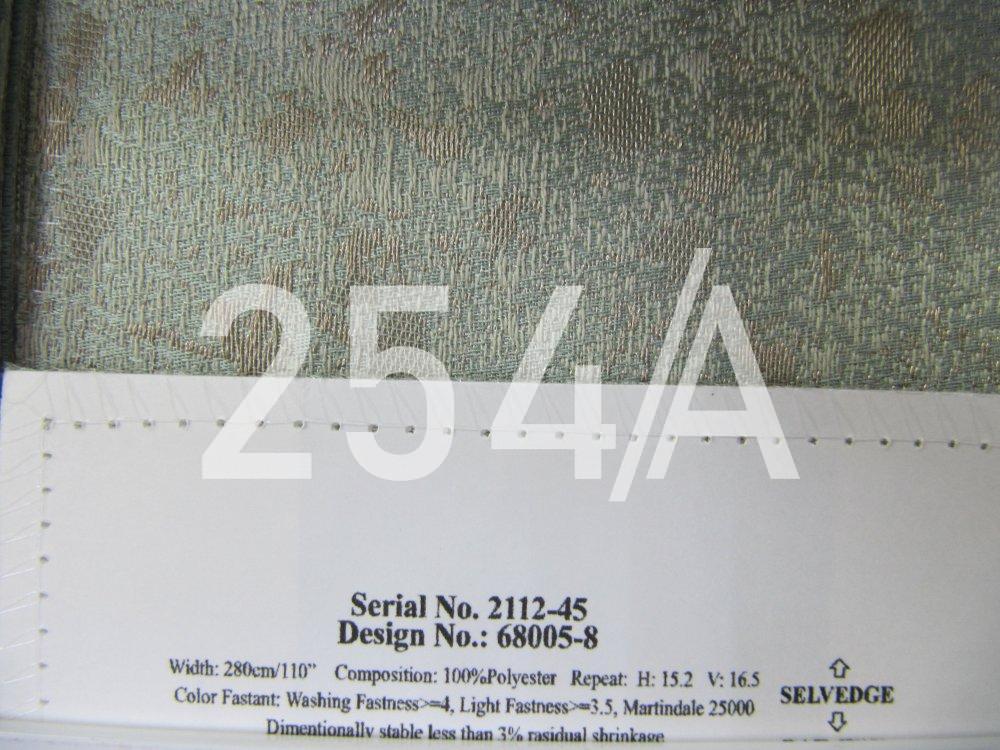 254/A
Serial No. 2112-45
Design No.: 68005-8
Width: 280cm/110” Composition: 100%Polyester Repeat: H: 15.2 V: 16.5
Color Fastant: Washing Fastness>=4, Light Fastness>=3.5, Martindale 25000
Dimentionally stable less than 3% rasidual shrinkage
SELVEDGE